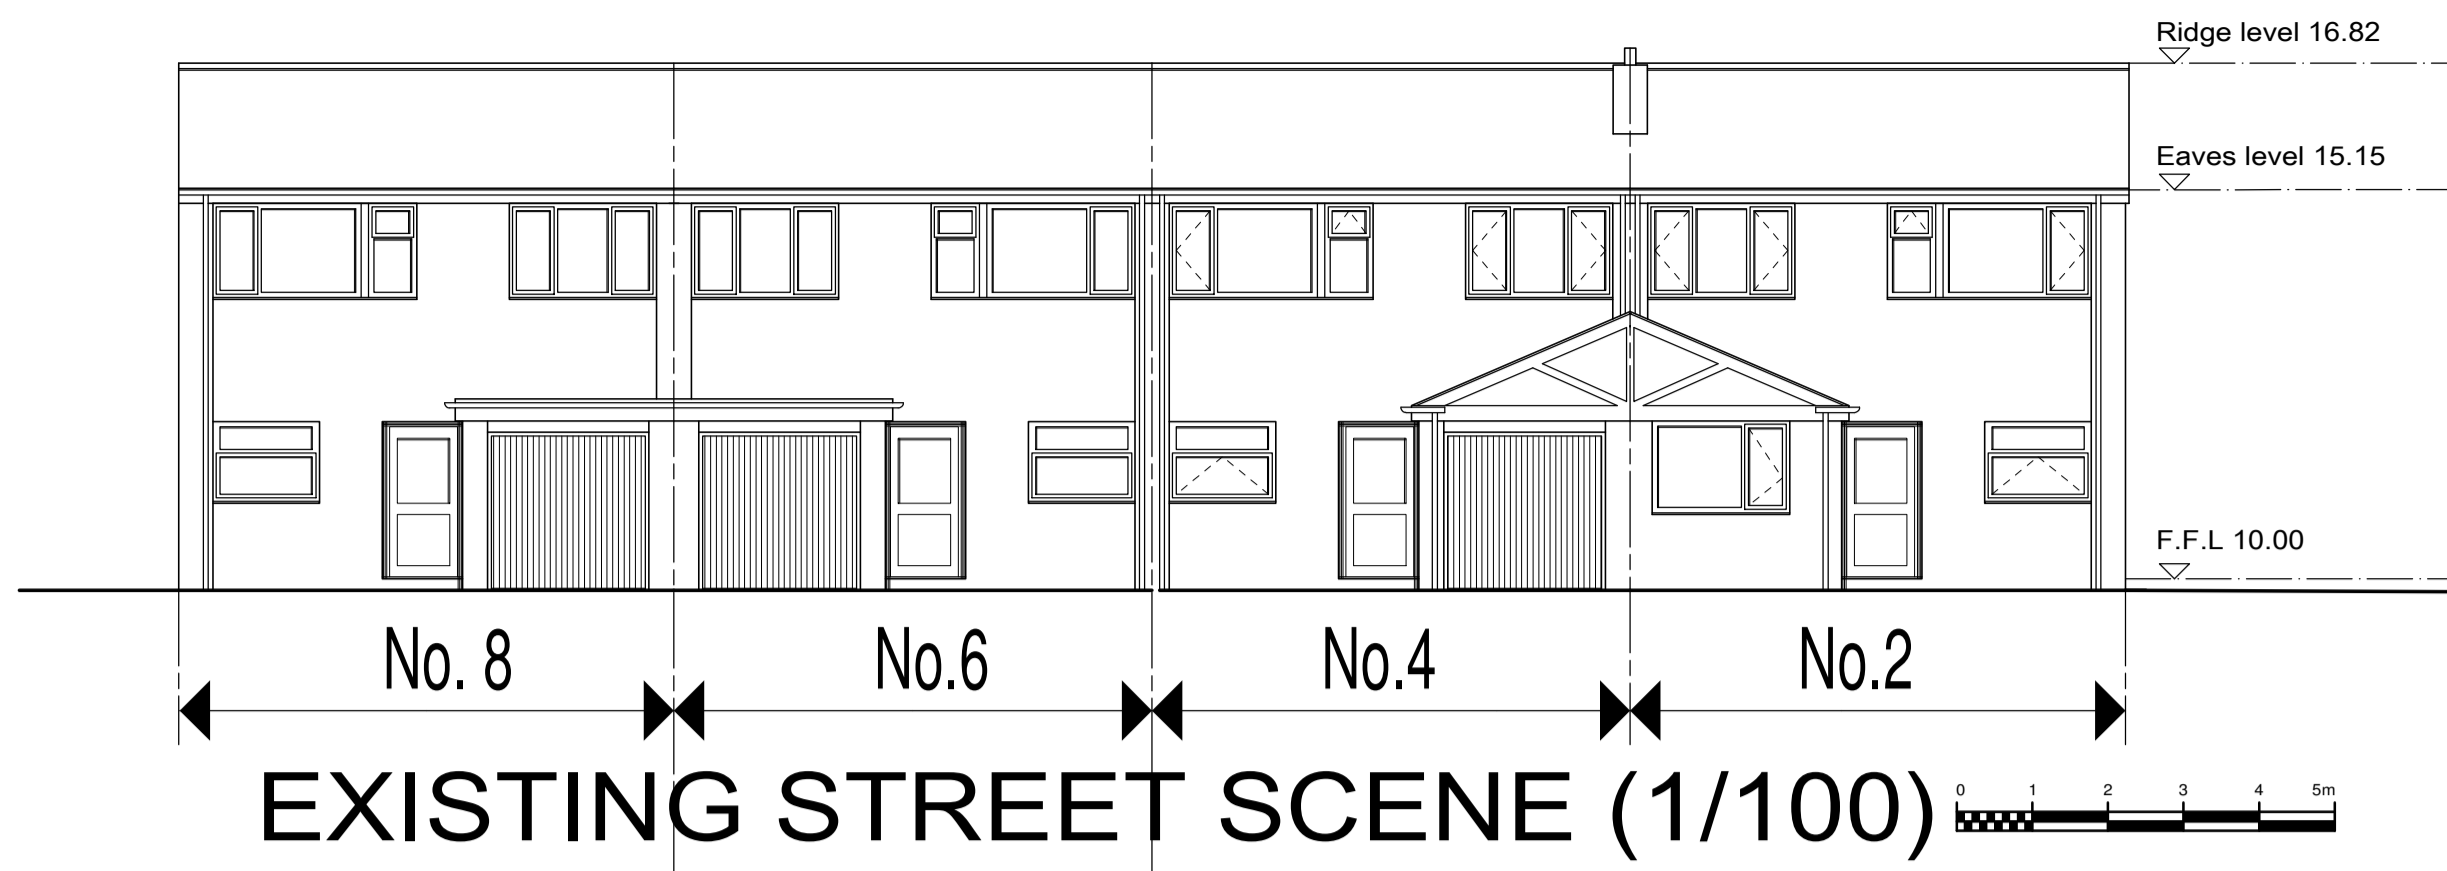 Ridge level 16.82
Eaves level 15.15
F.F.L 10.00
No. 8 No.6 No.4 No.2
EXISTING STREET SCENE (1/100)
0 1 2 3 4 5m